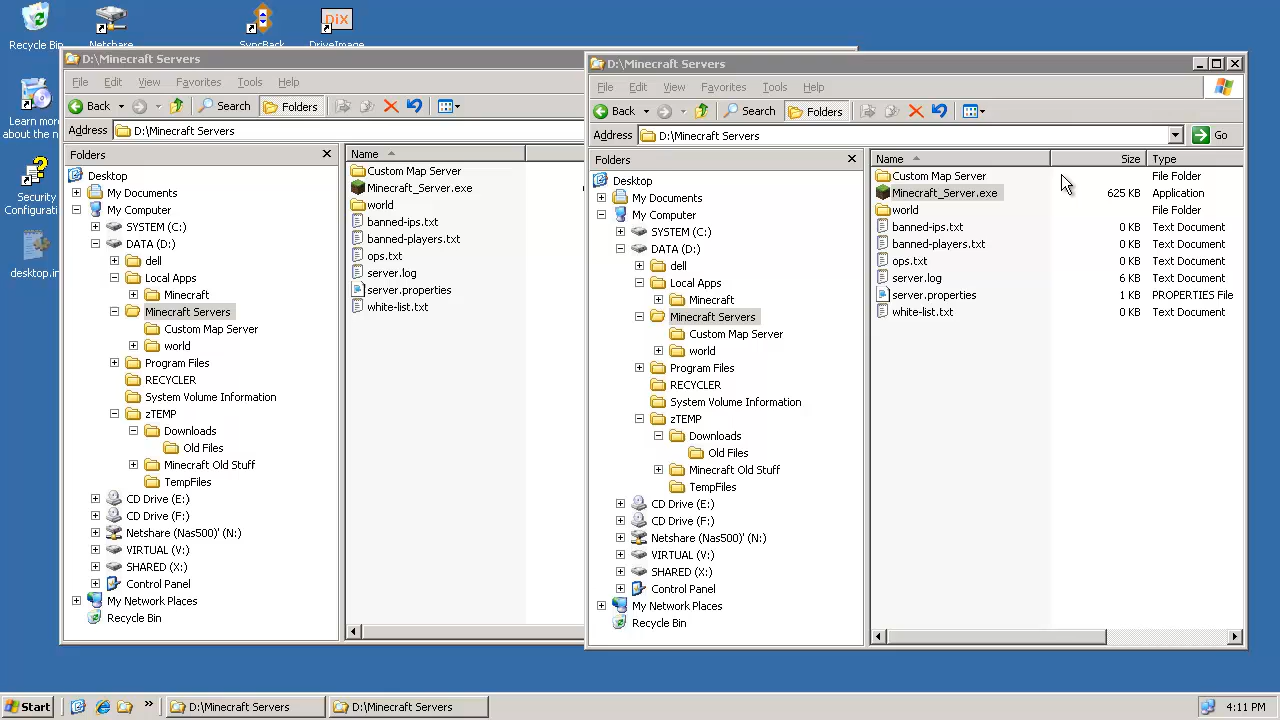 Recycle Bin
Netshare
SyncBack
DriveImage
DiX
Learn more
about the n
Security
Configurati
desktop.in
D:\Minecraft Servers
File Edit View Favorites Tools Help
Back Search Folders
Address D:\Minecraft Servers
Folders
Desktop
My Documents
My Computer
SYSTEM (C:)
DATA (D:)
dell
Local Apps
Minecraft
Minecraft Servers
Custom Map Server
world
Program Files
RECYCLER
System Volume Information
zTEMP
Downloads
Old Files
Minecraft Old Stuff
TempFiles
CD Drive (E:)
CD Drive (F:)
Netshare (Nas500)' (N:)
VIRTUAL (V:)
SHARED (X:)
Control Panel
My Network Places
Recycle Bin
Name
Custom Map Server
Minecraft_Server.exe
world
banned-ips.txt
banned-players.txt
ops.txt
server.log
server.properties
white-list.txt
D:\Minecraft Servers
File Edit View Favorites Tools Help
Back Search Folders
Address D:\Minecraft Servers Go
Folders
Desktop
My Documents
My Computer
SYSTEM (C:)
DATA (D:)
dell
Local Apps
Minecraft
Minecraft Servers
Custom Map Server
world
Program Files
RECYCLER
System Volume Information
zTEMP
Downloads
Old Files
Minecraft Old Stuff
TempFiles
CD Drive (E:)
CD Drive (F:)
Netshare (Nas500)' (N:)
VIRTUAL (V:)
SHARED (X:)
Control Panel
My Network Places
Recycle Bin
Name Size Type
Custom Map Server File Folder
Minecraft_Server.exe 625 KB Application
world File Folder
banned-ips.txt 0 KB Text Document
banned-players.txt 0 KB Text Document
ops.txt 0 KB Text Document
server.log 6 KB Text Document
server.properties 1 KB PROPERTIES File
white-list.txt 0 KB Text Document
Start D:\Minecraft Servers D:\Minecraft Servers 4:11 PM